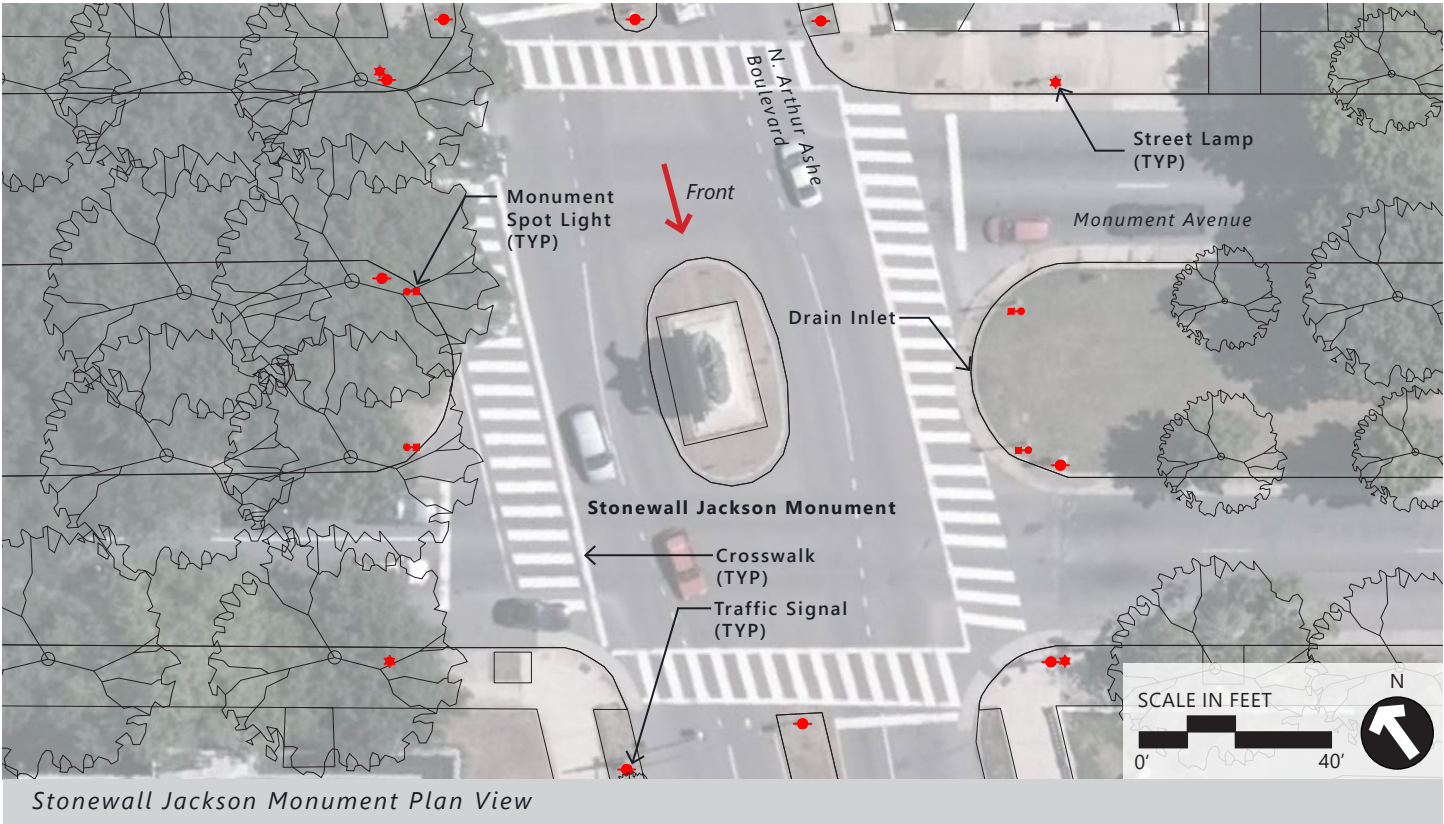 N. Arthur Ashe
Boulevard
Street Lamp
(TYP)
Monument
Spot Light
(TYP)
Front
Monument Avenue
Drain Inlet
Stonewall Jackson Monument
Crosswalk
(TYP)
Traffic Signal
(TYP)
SCALE IN FEET
0'
40'
N
Stonewall Jackson Monument Plan View